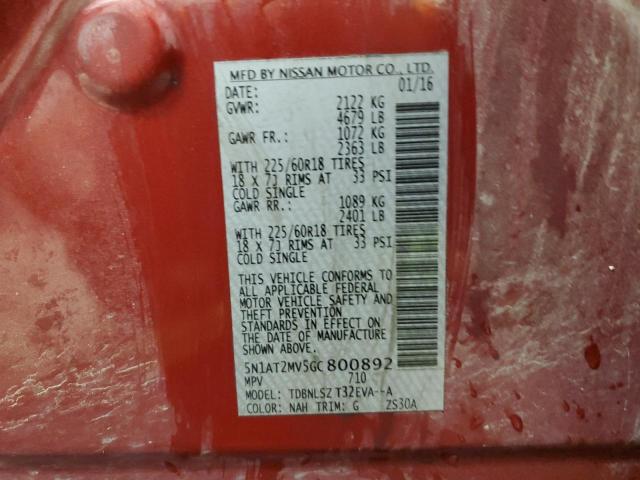 MFD BY NISSAN MOTOR CO., LTD.
DATE: 01/16
GVWR: 2122 KG
4679 LB
GAWR FR.: 1072 KG
2363 LB
WITH 225/60R18 TIRES
18 X 7J RIMS AT 33 PSI
COLD SINGLE
GAWR RR.: 1089 KG
2401 LB
WITH 225/60R18 TIRES
18 X 7J RIMS AT 33 PSI
COLD SINGLE
THIS VEHICLE CONFORMS TO
ALL APPLICABLE FEDERAL
MOTOR VEHICLE SAFETY AND
THEFT PREVENTION
STANDARDS IN EFFECT ON
THE DATE OF MANUFACTURE
SHOWN ABOVE.
5N1AT2MV5GC800892
MPV 710
MODEL: TDBNLSZ T32EVA--A
COLOR: NAH TRIM: G ZS30A